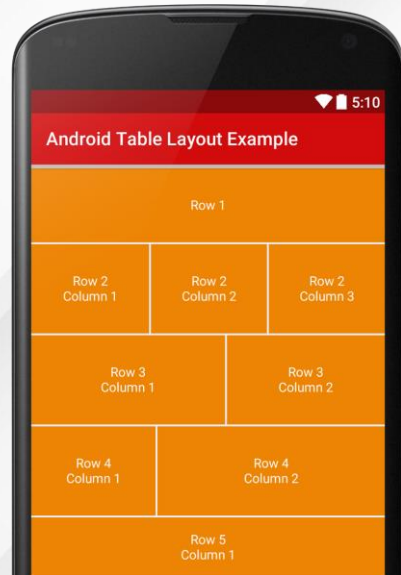 5:10
Android Table Layout Example
Row 1
Row 2
Column 1
Row 2
Column 2
Row 2
Column 3
Row 3
Column 1
Row 3
Column 2
Row 4
Column 1
Row 4
Column 2
Row 5
Column 1